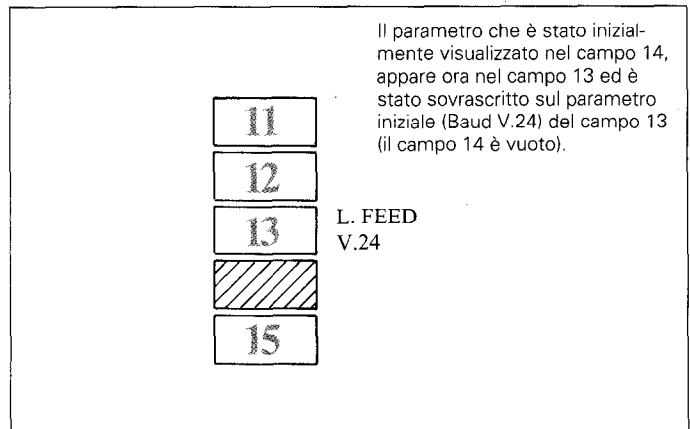 Il parametro che è stato inizial-
mente visualizzato nel campo 14,
appare ora nel campo 13 ed è
stato sovrascritto sul parametro
iniziale (Baud V.24) del campo 13
(il campo 14 è vuoto).
11
12
13
L. FEED
V.24
15